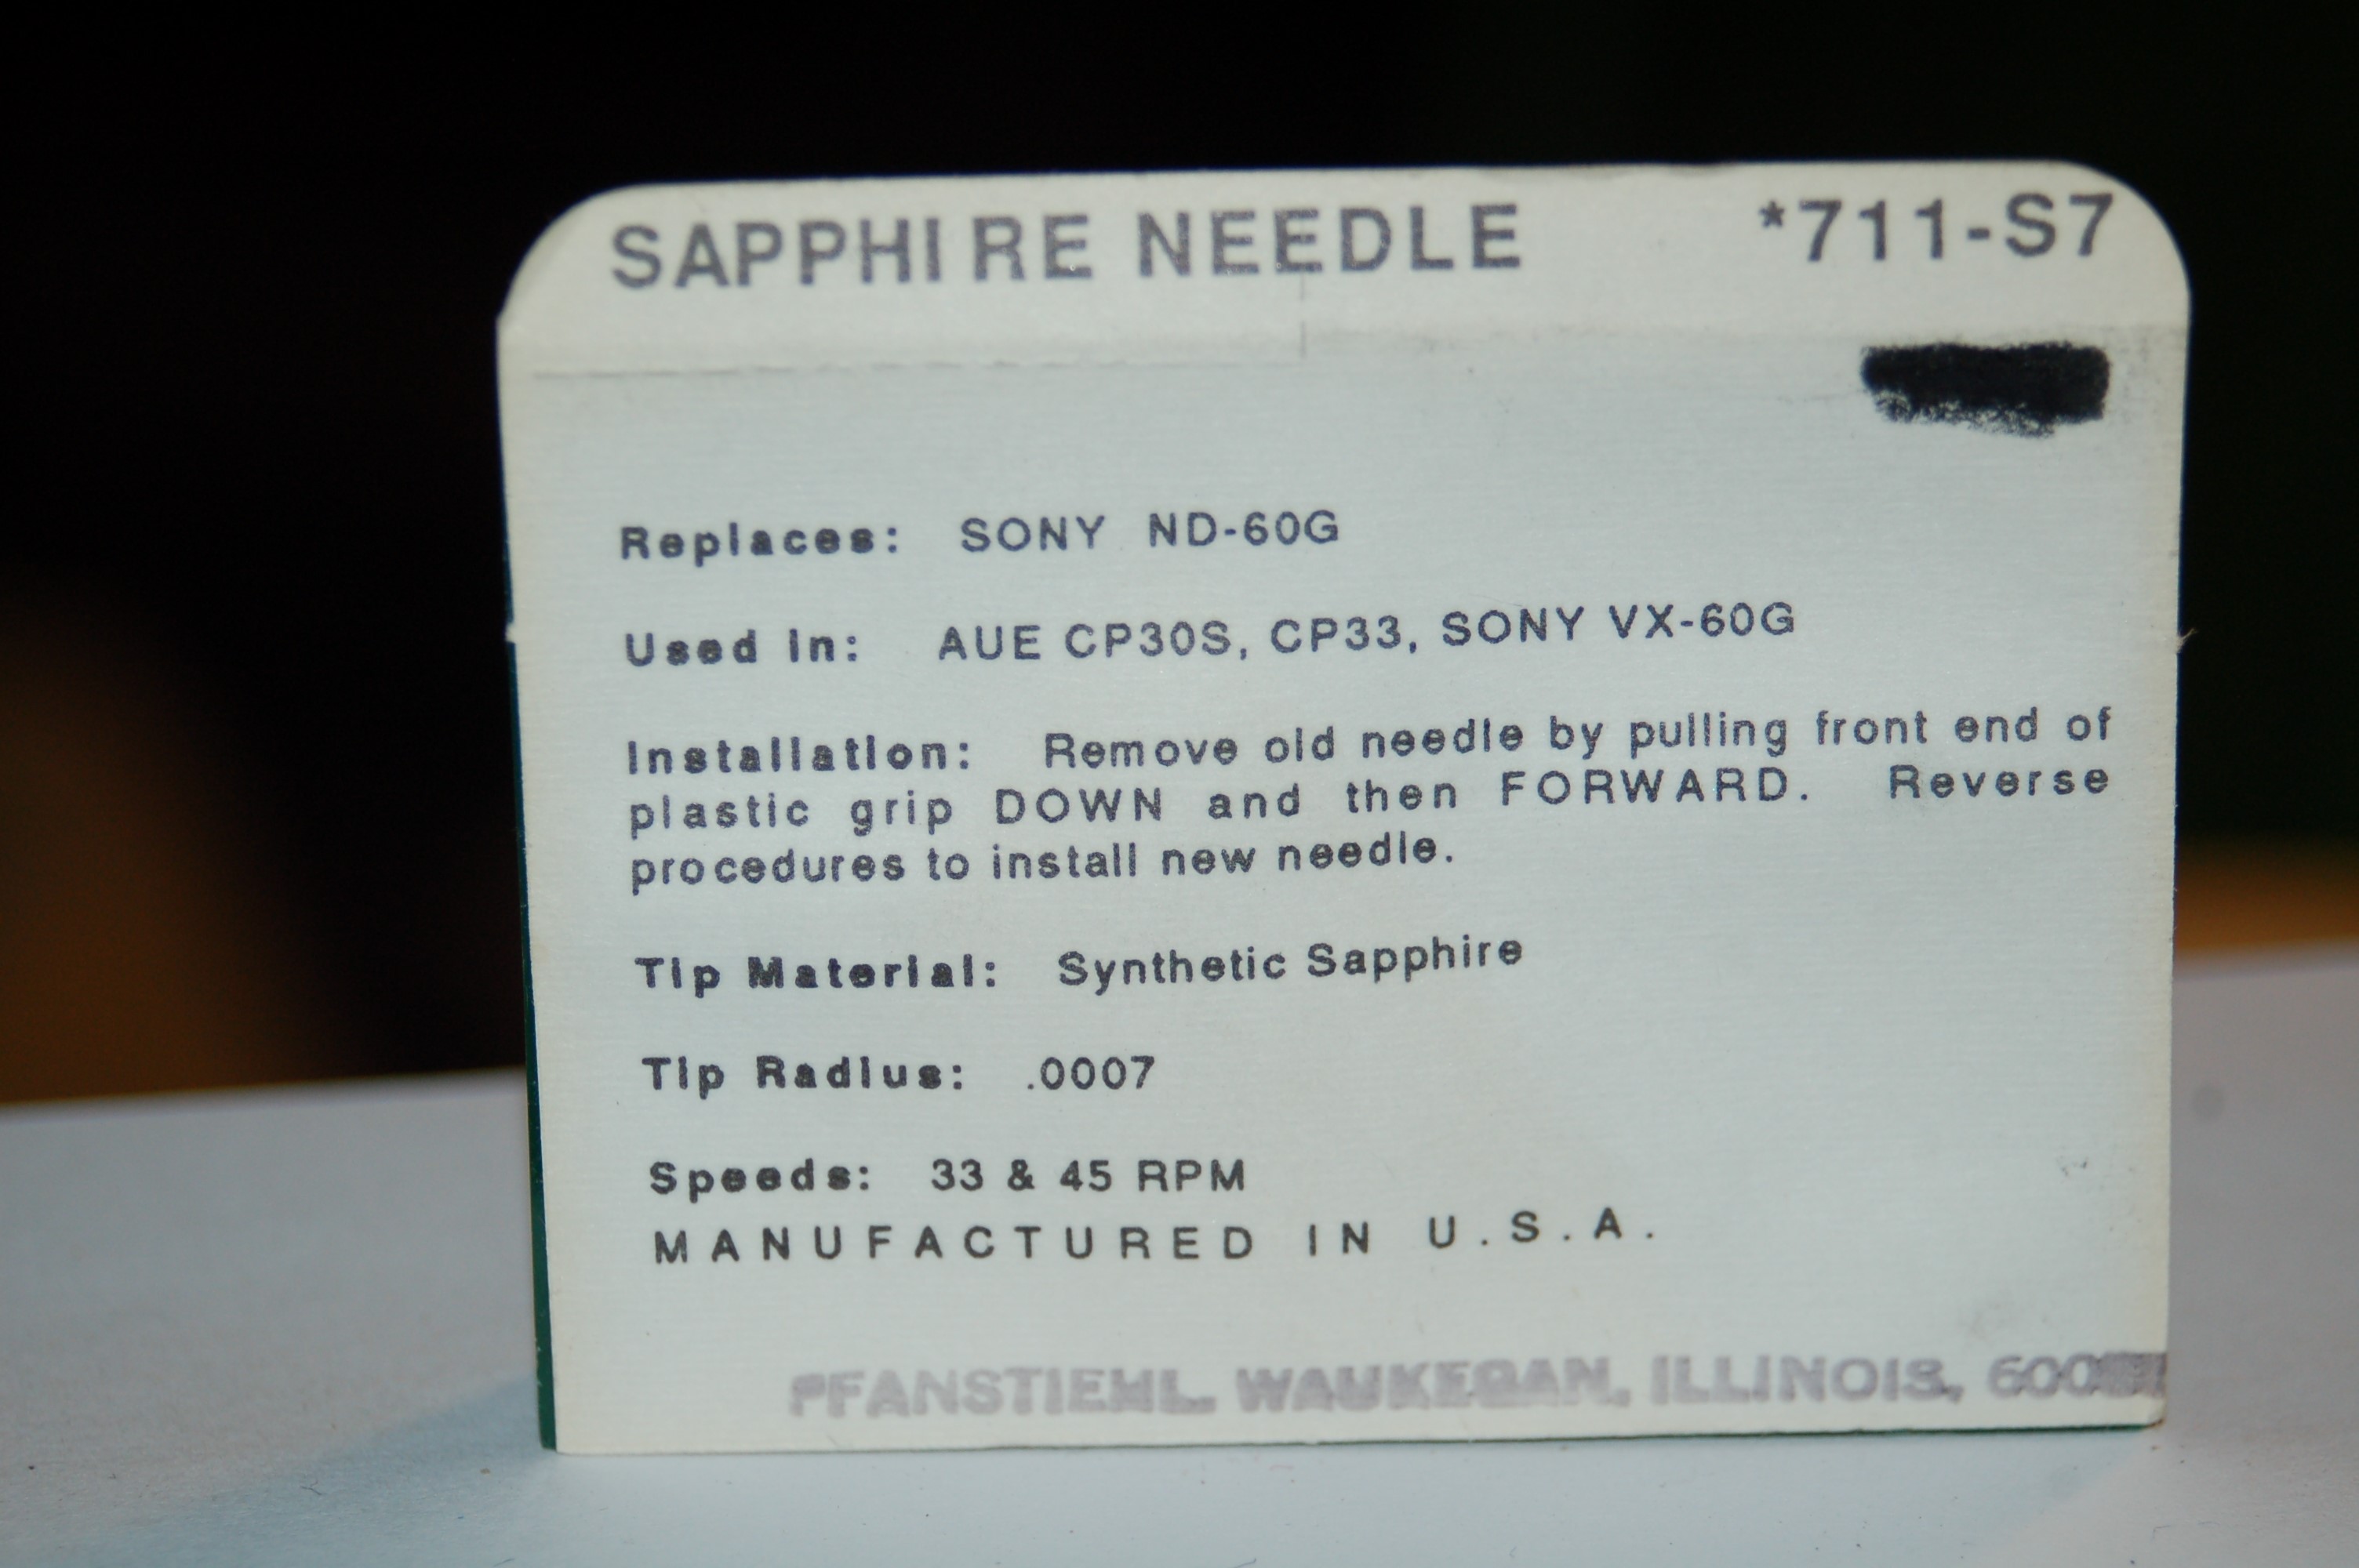 SAPPHIRE NEEDLE *711-S7
Replaces: SONY ND-60G
Used in: AUE CP30S, CP33, SONY VX-60G
Installation: Remove old needle by pulling front end of
plastic grip DOWN and then FORWARD. Reverse
procedures to install new needle.
Tip Material: Synthetic Sapphire
Tip Radius: .0007
Speeds: 33 & 45 RPM
MANUFACTURED IN U.S.A.
PFANSTIEHL, WAUKEGAN, ILLINOIS,